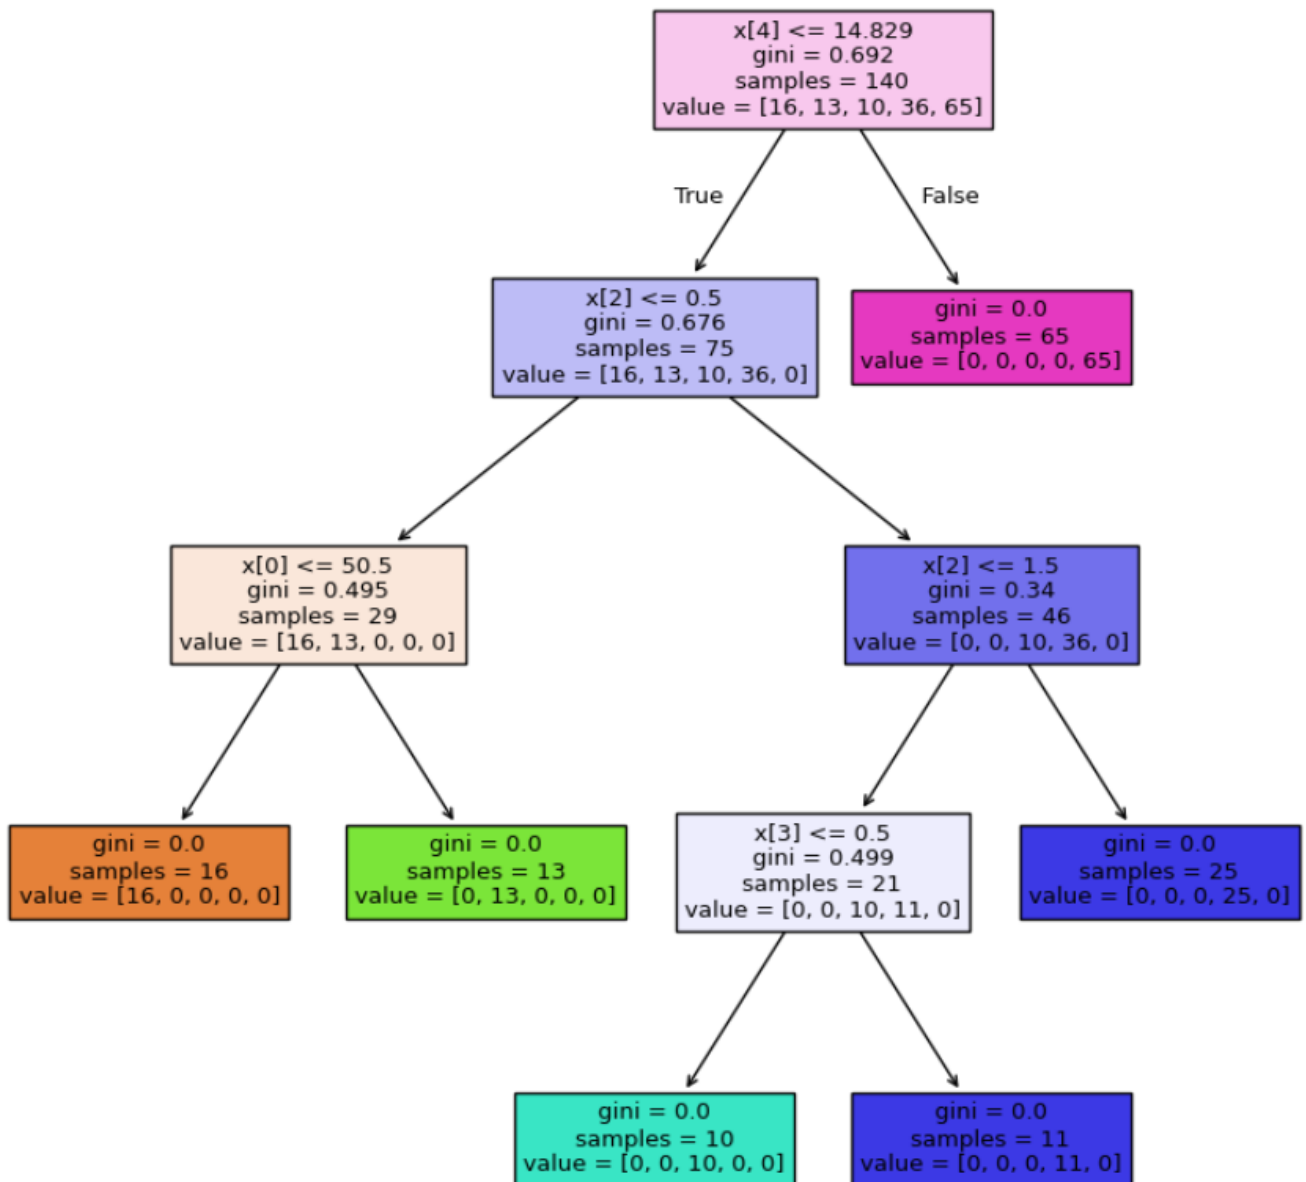 x[4] <= 14.829
gini = 0.692
samples = 140
value = [16, 13, 10, 36, 65]
True
False
x[2] <= 0.5
gini = 0.676
samples = 75
value = [16, 13, 10, 36, 0]
gini = 0.0
samples = 65
value = [0, 0, 0, 0, 65]
x[0] <= 50.5
gini = 0.495
samples = 29
value = [16, 13, 0, 0, 0]
x[2] <= 1.5
gini = 0.34
samples = 46
value = [0, 0, 10, 36, 0]
gini = 0.0
samples = 16
value = [16, 0, 0, 0, 0]
gini = 0.0
samples = 13
value = [0, 13, 0, 0, 0]
x[3] <= 0.5
gini = 0.499
samples = 21
value = [0, 0, 10, 11, 0]
gini = 0.0
samples = 25
value = [0, 0, 0, 25, 0]
gini = 0.0
samples = 10
value = [0, 0, 10, 0, 0]
gini = 0.0
samples = 11
value = [0, 0, 0, 11, 0]